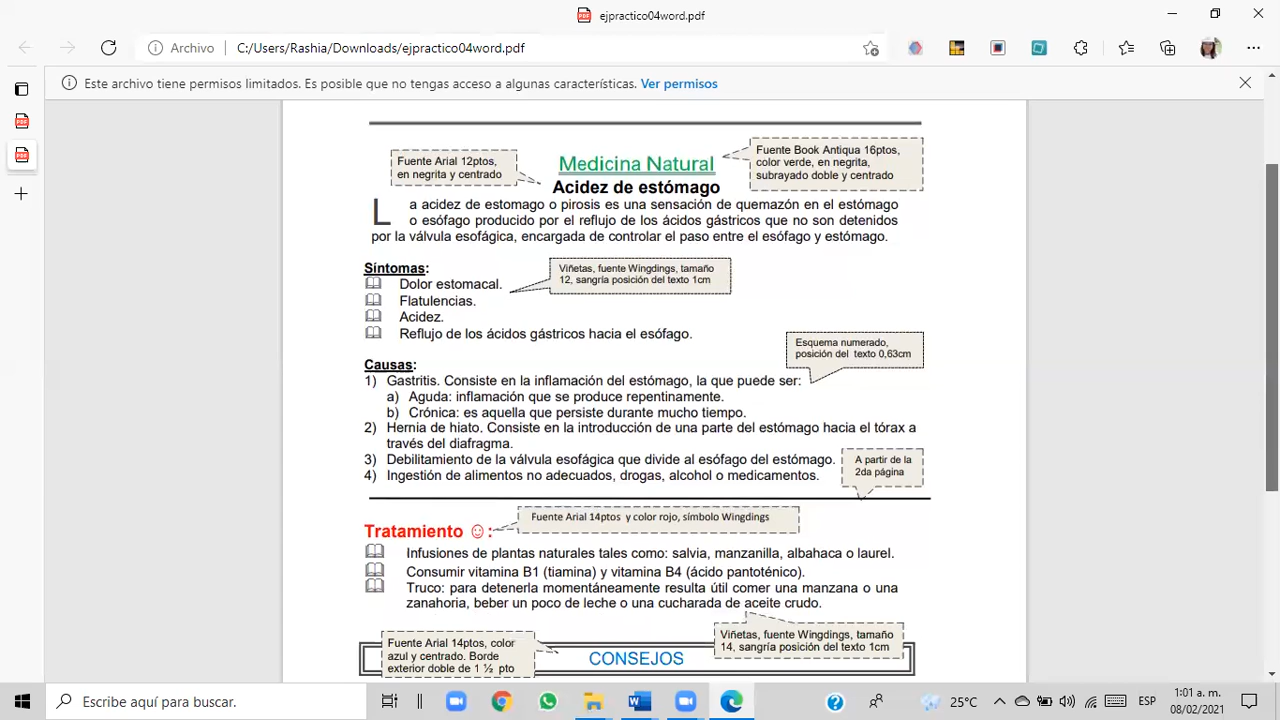 ejpractico04word.pdf
Archivo
C:/Users/Rashia/Downloads/ejpractico04word.pdf
Este archivo tiene permisos limitados. Es posible que no tengas acceso a algunas características. Ver permisos
Fuente Arial 12ptos,
en negrita y centrado
Medicina Natural
Fuente Book Antiqua 16ptos,
color verde, en negrita,
subrayado doble y centrado
Acidez de estómago
La acidez de estomago o pirosis es una sensación de quemazón en el estómago
o esófago producido por el reflujo de los ácidos gástricos que no son detenidos
por la válvula esofágica, encargada de controlar el paso entre el esófago y estómago.
Síntomas:
Viñetas, fuente Wingdings, tamaño
12, sangría posición del texto 1cm
Dolor estomacal.
Flatulencias.
Acidez.
Reflujo de los ácidos gástricos hacia el esófago.
Esquema numerado,
posición del texto 0,63cm
Causas:
1) Gastritis. Consiste en la inflamación del estómago, la que puede ser:
a) Aguda: inflamación que se produce repentinamente.
b) Crónica: es aquella que persiste durante mucho tiempo.
2) Hernia de hiato. Consiste en la introducción de una parte del estómago hacia el tórax a
través del diafragma.
3) Debilitamiento de la válvula esofágica que divide al esófago del estómago.
4) Ingestión de alimentos no adecuados, drogas, alcohol o medicamentos.
A partir de la
2da página
Fuente Arial 14ptos y color rojo, símbolo Wingdings
Tratamiento ☺:
Infusiones de plantas naturales tales como: salvia, manzanilla, albahaca o laurel.
Consumir vitamina B1 (tiamina) y vitamina B4 (ácido pantoténico).
Truco: para detenerla momentáneamente resulta útil comer una manzana o una
zanahoria, beber un poco de leche o una cucharada de aceite crudo.
Fuente Arial 14ptos, color
azul y centrado. Borde
exterior doble de 1 ½ pto
CONSEJOS
Viñetas, fuente Wingdings, tamaño
14, sangría posición del texto 1cm
Escribe aquí para buscar.
25°C
ESP
1:01 a. m.
08/02/2021